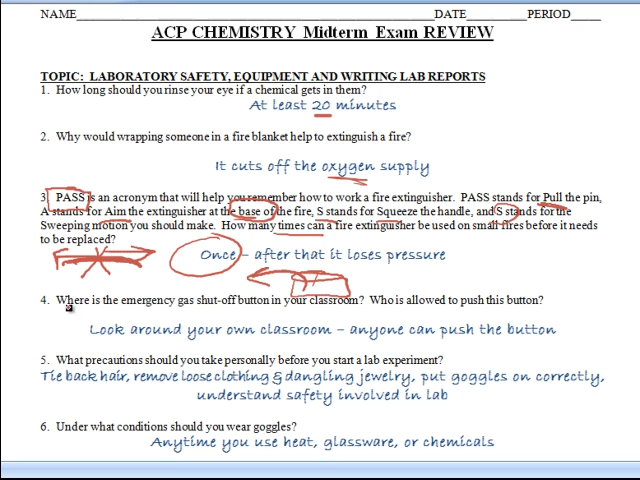 NAME____________________DATE__________PERIOD_____
ACP CHEMISTRY Midterm Exam REVIEW
TOPIC: LABORATORY SAFETY, EQUIPMENT AND WRITING LAB REPORTS
1. How long should you rinse your eye if a chemical gets in them?
At least 20 minutes
2. Why would wrapping someone in a fire blanket help to extinguish a fire?
It cuts off the oxygen supply
3. PASS is an acronym that will help you remember how to work a fire extinguisher. PASS stands for Pull the pin,
A stands for Aim the extinguisher at the base of the fire, S stands for Squeeze the handle, and S stands for the
Sweeping motion you should make. How many times can a fire extinguisher be used on small fires before it needs
to be replaced?
Once – after that it loses pressure
4. Where is the emergency gas shut-off button in your classroom? Who is allowed to push this button?
Look around your own classroom – anyone can push the button
5. What precautions should you take personally before you start a lab experiment?
Tie back hair, remove loose clothing & dangling jewelry, put goggles on correctly,
understand safety involved in lab
6. Under what conditions should you wear goggles?
Anytime you use heat, glassware, or chemicals